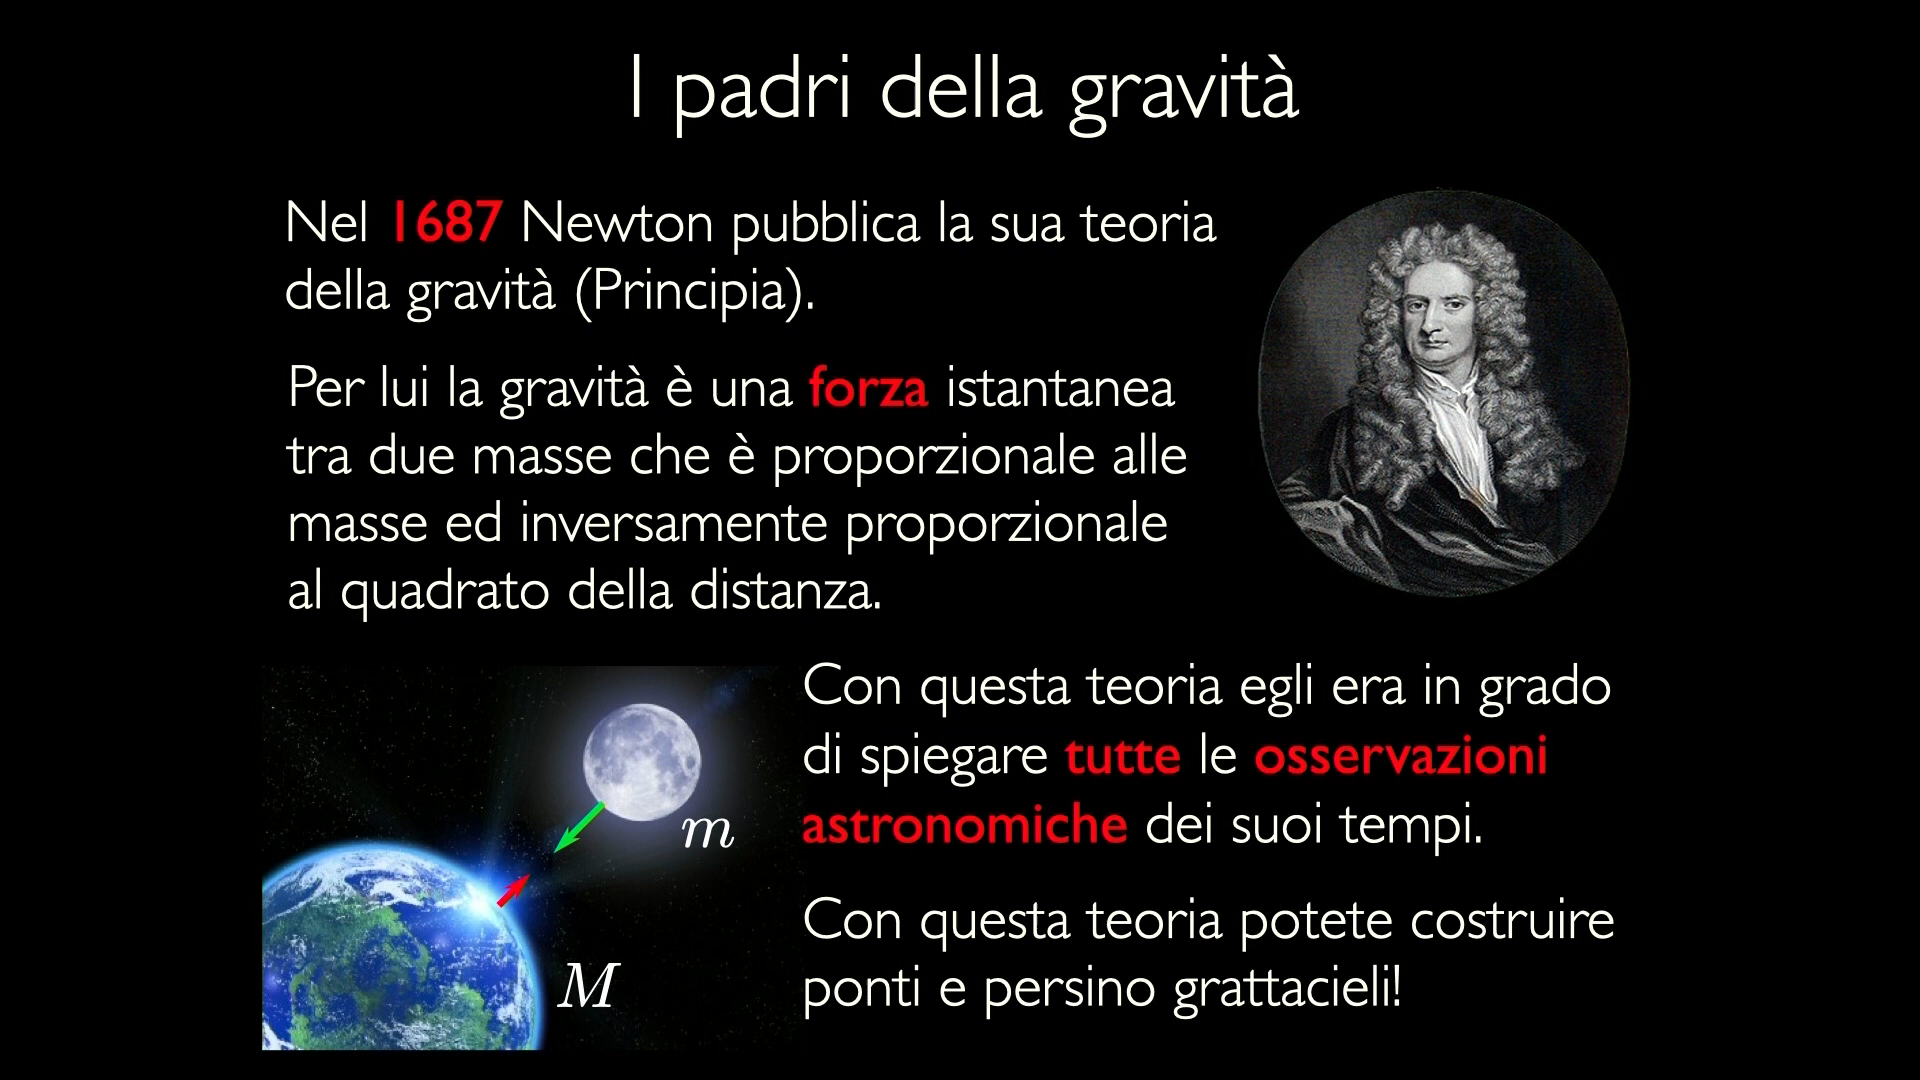 I padri della gravità
Nel 1687 Newton pubblica la sua teoria
della gravità (Principia).
Per lui la gravità è una forza istantanea
tra due masse che è proporzionale alle
masse ed inversamente proporzionale
al quadrato della distanza.
Con questa teoria egli era in grado
di spiegare tutte le osservazioni
astronomiche dei suoi tempi.
Con questa teoria potete costruire
ponti e persino grattacieli!
m
M